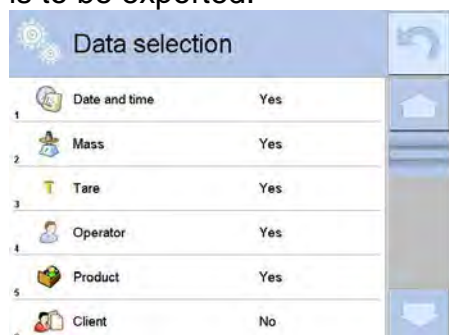 is to be exported.
Data selection
1 Date and time Yes
2 Mass Yes
3 T Tare Yes
4 Operator Yes
5 Product Yes
Client No